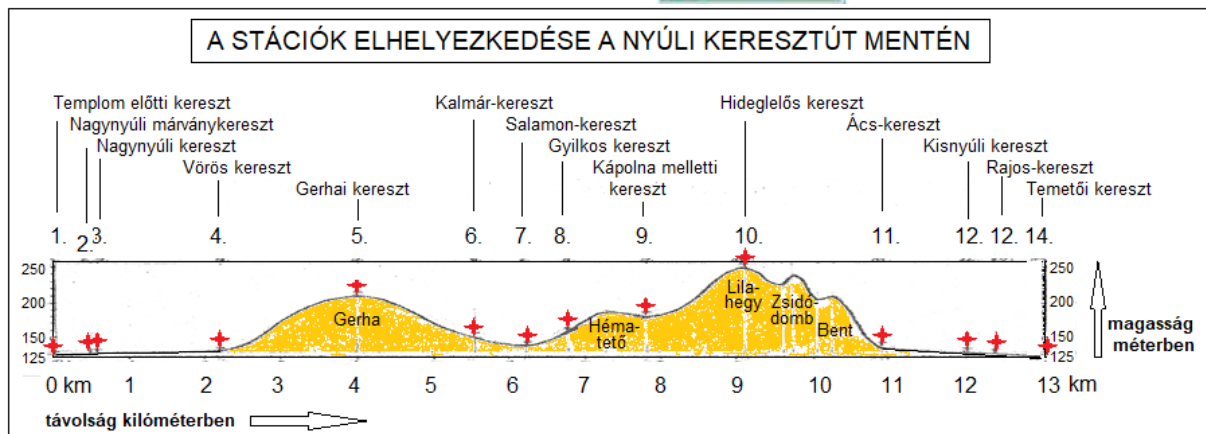 A STÁCIÓK ELHELYEZKEDÉSE A NYÚLI KERESZTÚT MENTÉN
Templom előtti kereszt
Nagynyúli márványkereszt
Nagynyúli kereszt
Vörös kereszt
Gerhai kereszt
Kalmár-kereszt
Salamon-kereszt
Gyilkos kereszt
Kápolna melletti
kereszt
Hideglelős kereszt
Ács-kereszt
Kisnyúli kereszt
Rajos-kereszt
Temetői kereszt
1. 2. 3. 4. 5. 6. 7. 8. 9. 10. 11. 12. 12. 14.
250
200
150
125
Gerha
Héma-
tető
Lila-
hegy
Zsidó-
domb
Bent
250
200
150
125
magasság
méterben
0 km 1 2 3 4 5 6 7 8 9 10 11 12 13 km
távolság kilóméterben